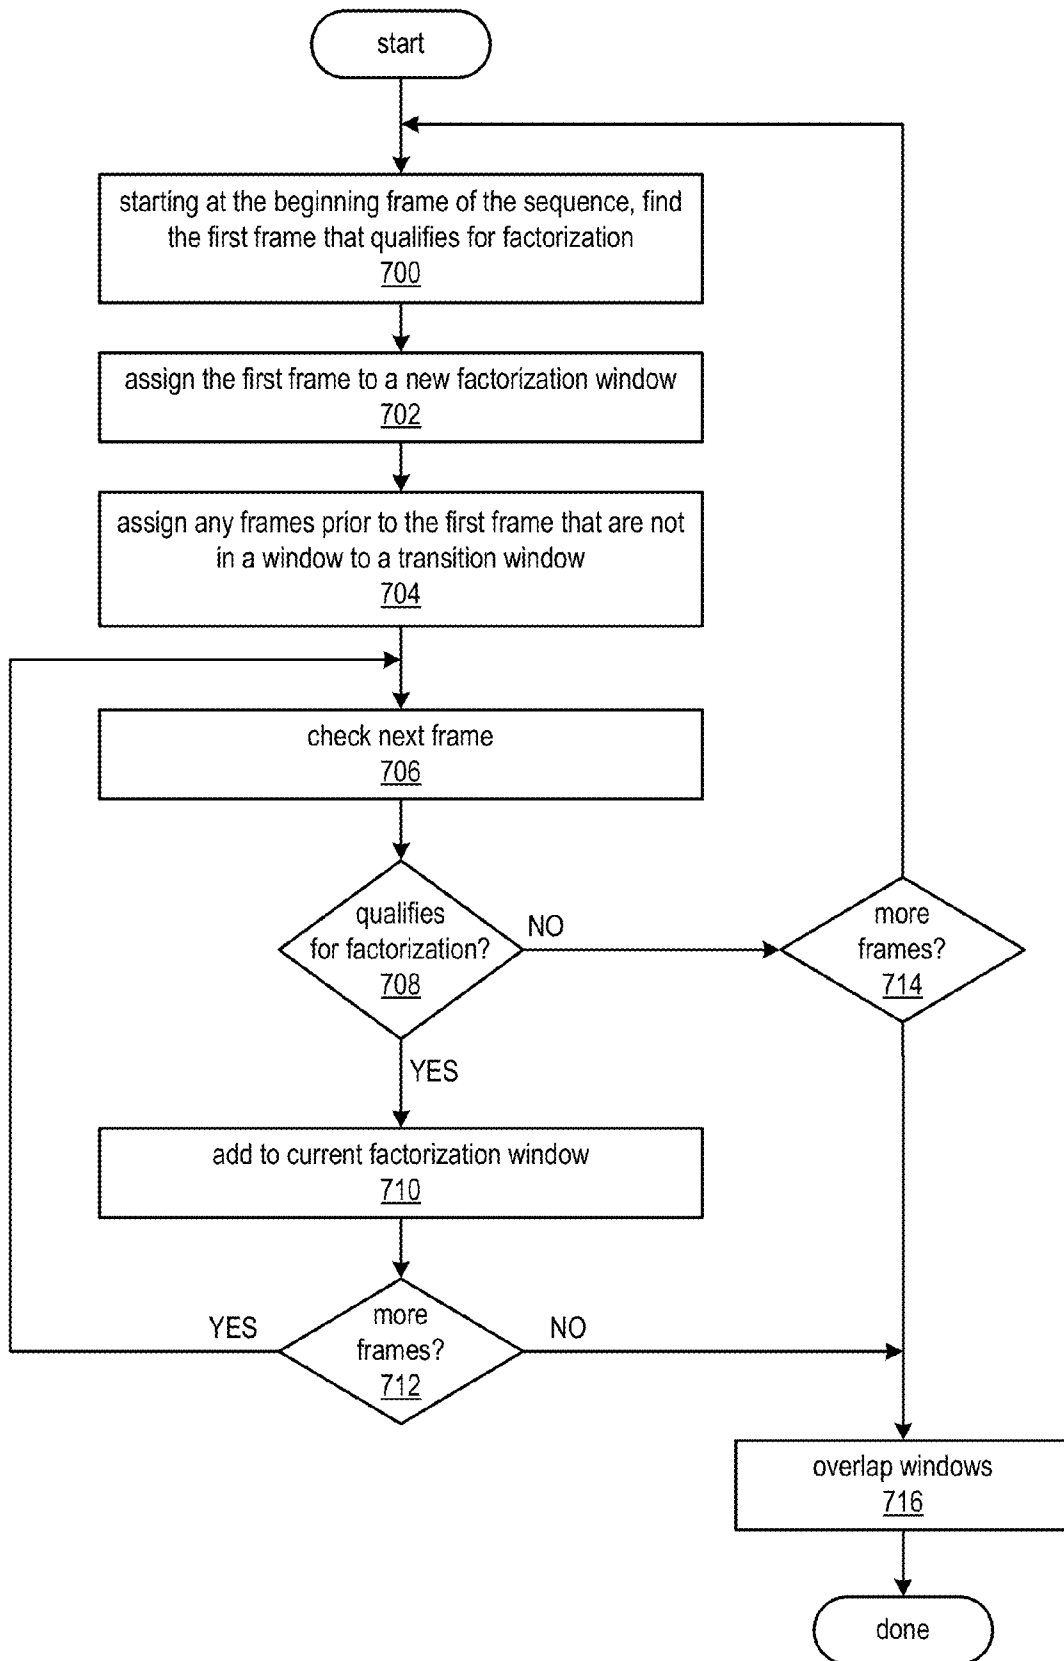 start
starting at the beginning frame of the sequence, find
the first frame that qualifies for factorization
700
assign the first frame to a new factorization window
702
assign any frames prior to the first frame that are not
in a window to a transition window
704
check next frame
706
qualifies
for factorization?
708
NO
more
frames?
714
YES
add to current factorization window
710
more
frames?
712
YES
NO
overlap windows
716
done